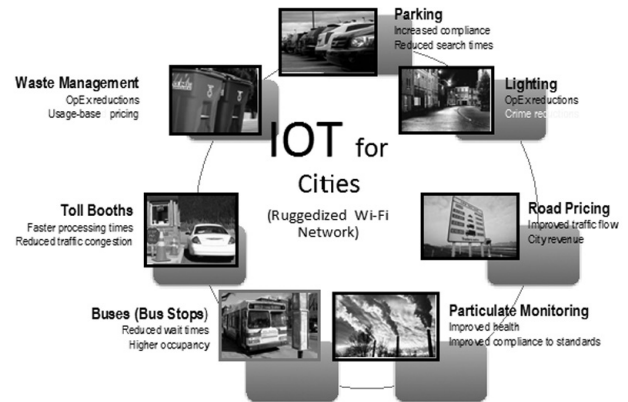 Parking
Increased compliance
Reduced search times
Waste Management
OpEx reductions
Usage-base pricing
Lighting
OpEx reductions
Crime reductions
IOT for
Cities
(Ruggedized Wi-Fi
Network)
Toll Booths
Faster processing times
Reduced traffic congestion
Road Pricing
Improved traffic flow
City revenue
Buses (Bus Stops)
Reduced wait times
Higher occupancy
Particulate Monitoring
Improved health
Improved compliance to standards